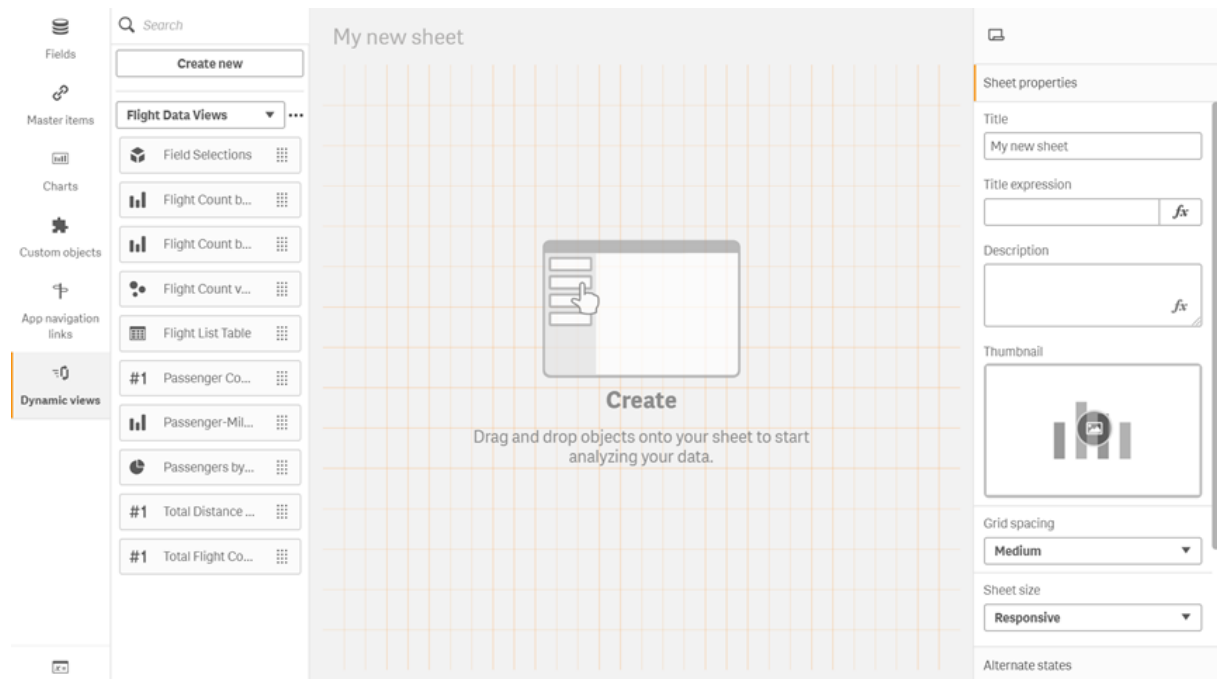 Fields
Master items
Charts
Custom objects
App navigation
links
Dynamic views
Search
Create new
Flight Data Views
Field Selections
Flight Count b...
Flight Count b...
Flight Count v...
Flight List Table
#1 Passenger Co...
Passenger-Mil...
Passengers by...
#1 Total Distance ...
#1 Total Flight Co...
My new sheet
Create
Drag and drop objects onto your sheet to start
analyzing your data.
Sheet properties
Title
My new sheet
Title expression
fx
Description
fx
Thumbnail
Grid spacing
Medium
Sheet size
Responsive
Alternate states